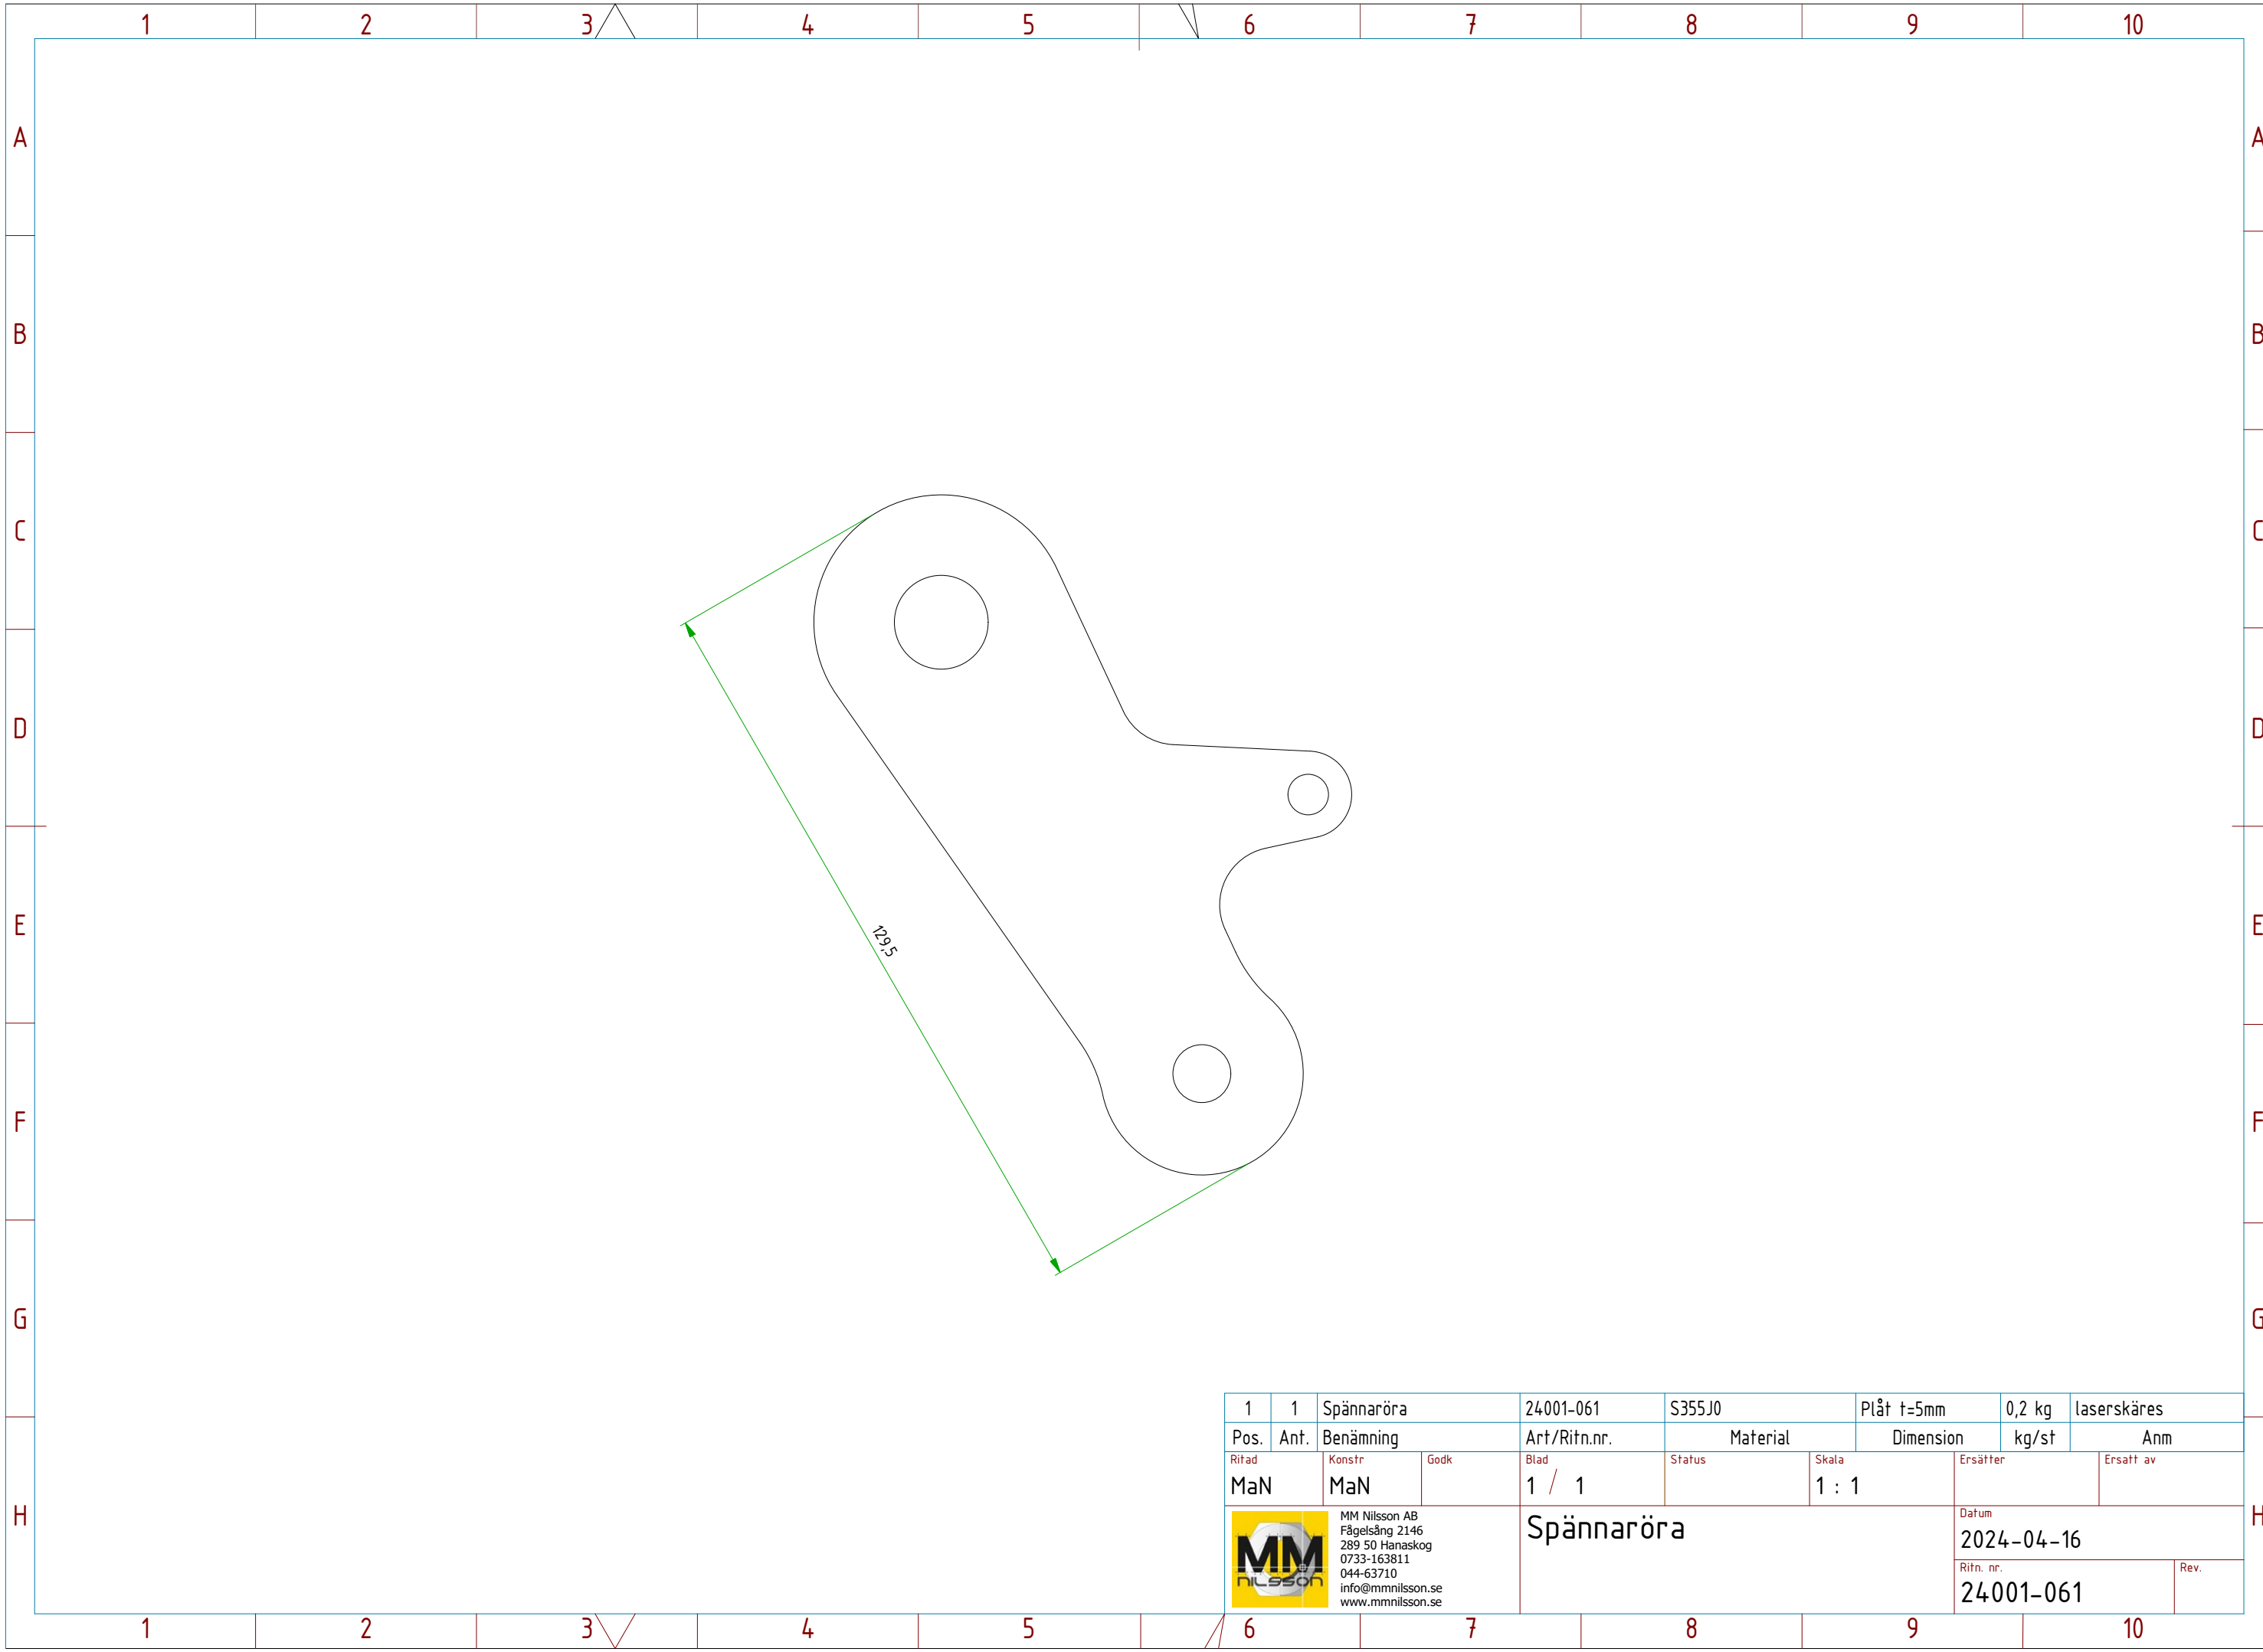 1 2 3 4 5 6 7 8 9 10
A A
B B
C C
D D
129,5
E E
F F
G G
1 1 Spännaröra 24001-061 S355J0 Plåt t=5mm 0,2 kg laserskäres
Pos. Ant. Benämning Art/Ritn.nr. Material Dimension kg/st Anm
Ritad Konstr Godk Blad Status Skala Ersätter Ersatt av
MaN MaN 1 / 1 1 : 1
H H
MM Nilsson AB
Fågelsång 2146
289 50 Hanaskog
0733-163811
044-63710
info@mmnilsson.se
www.mmnilsson.se
MM
nilsson
Spännaröra
Datum
2024-04-16
Ritn. nr. Rev.
24001-061
1 2 3 4 5 6 7 8 9 10